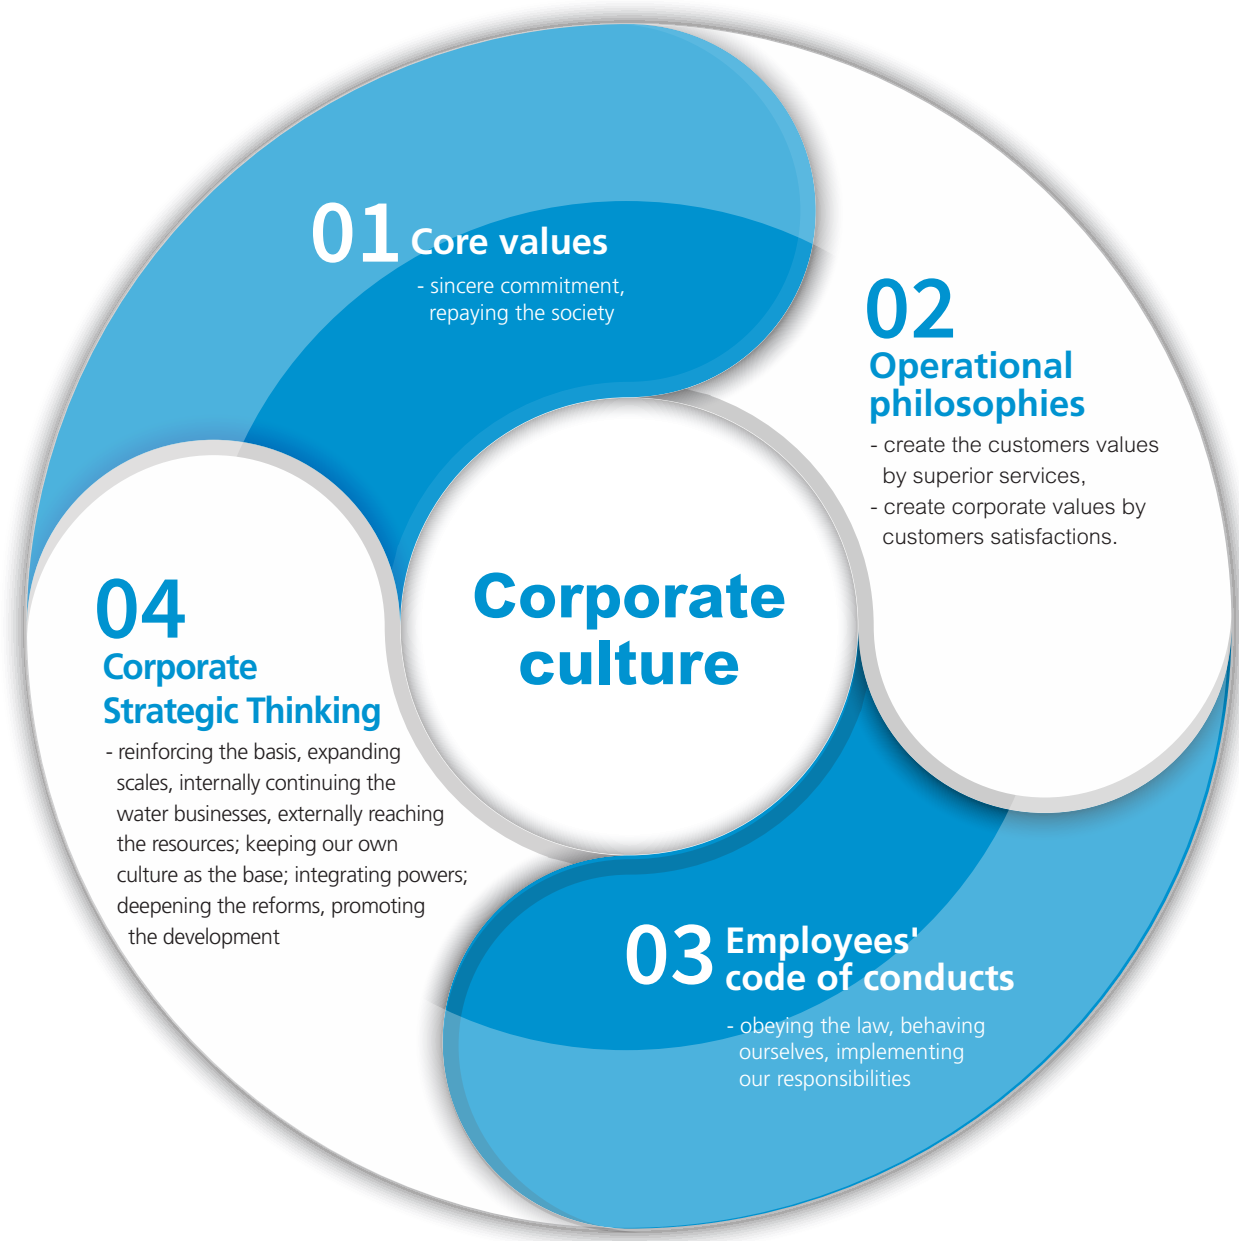 01 Core values
- sincere commitment,
repaying the society
02
Operational
philosophies
- create the customers values
by superior services,
- create corporate values by
customers satisfactions.
Corporate
culture
03 Employees'
code of conducts
- obeying the law, behaving
ourselves, implementing
our responsibilities
04
Corporate
Strategic Thinking
- reinforcing the basis, expanding
scales, internally continuing the
water businesses, externally reaching
the resources; keeping our own
culture as the base; integrating powers;
deepening the reforms, promoting
the development